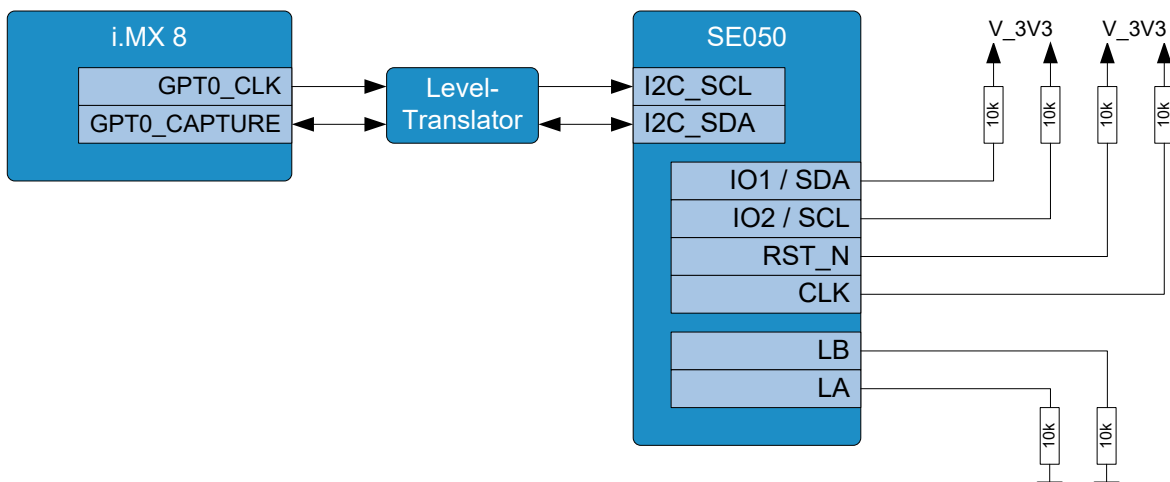 i.MX 8
GPT0_CLK
GPT0_CAPTURE
Level-
Translator
SE050
I2C_SCL
I2C_SDA
IO1 / SDA
IO2 / SCL
RST_N
CLK
LB
LA
V_3V3
V_3V3
10k
10k
10k
10k
10k
10k